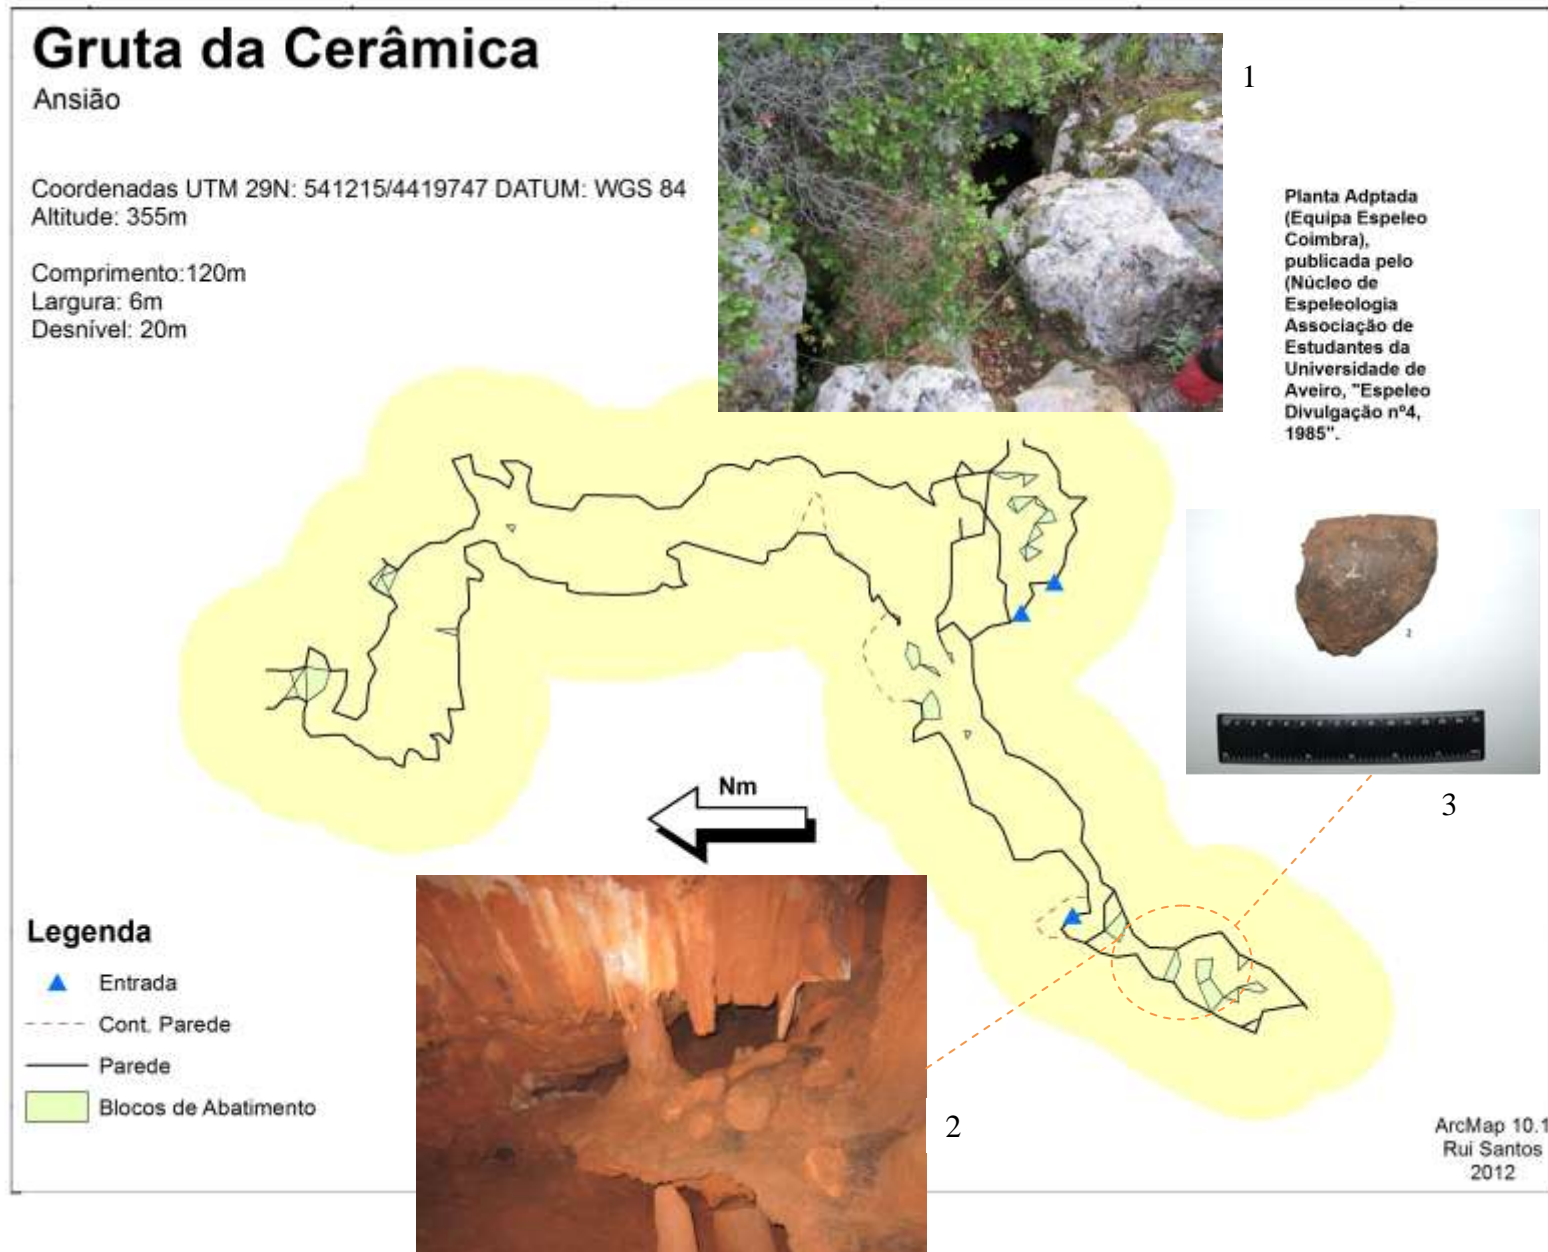 Gruta da Cerâmica
Ansião
Coordenadas UTM 29N: 541215/4419747 DATUM: WGS 84
Altitude: 355m
Comprimento:120m
Largura: 6m
Desnível: 20m
1
Planta Adptada
(Equipa Espeleo
Coimbra),
publicada pelo
(Núcleo de
Espeleologia
Associação de
Estudantes da
Universidade de
Aveiro, "Espeleo
Divulgação nº4,
1985".
2
3
Nm
Legenda
Entrada
Cont. Parede
Parede
Blocos de Abatimento
2
ArcMap 10.1
Rui Santos
2012